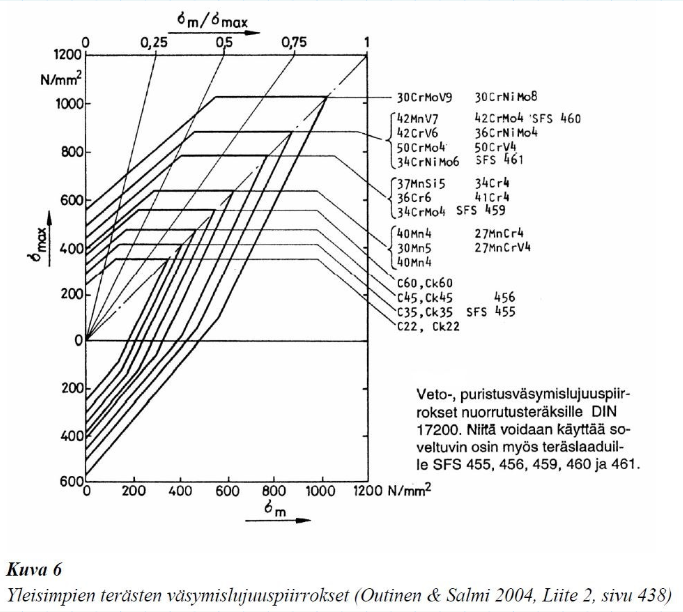 σm/σmax
0 0,25 0,5 0,75 1
1200
N/mm²
1000
800
600
400
200
0
200
400
600
σmax
0 200 400 600 800 1000 1200 N/mm²
σm
30CrMoV9 30CrNiMo8
42MnV7 42CrMo4 SFS 460
42CrV6 36CrNiMo4
50CrMo4 50CrV4
34CrNiMo6 SFS 461
37MnSi5 34Cr4
36Cr6 41Cr4
34CrMo4 SFS 459
40Mn4 27MnCr4
30Mn5 27MnCrV4
40Mn4
C60,Ck60
C45,Ck45 456
C35,Ck35 SFS 455
C22, Ck22
Veto-, puristusväsymislujuuspiir-
rokset nuorrutusteräksille DIN
17200. Niitä voidaan käyttää so-
veltuvin osin myös teräslaaduil-
le SFS 455, 456, 459, 460 ja 461.
Kuva 6
Yleisimpien terästen väsymislujuuspiirrokset (Outinen & Salmi 2004, Liite 2, sivu 438)